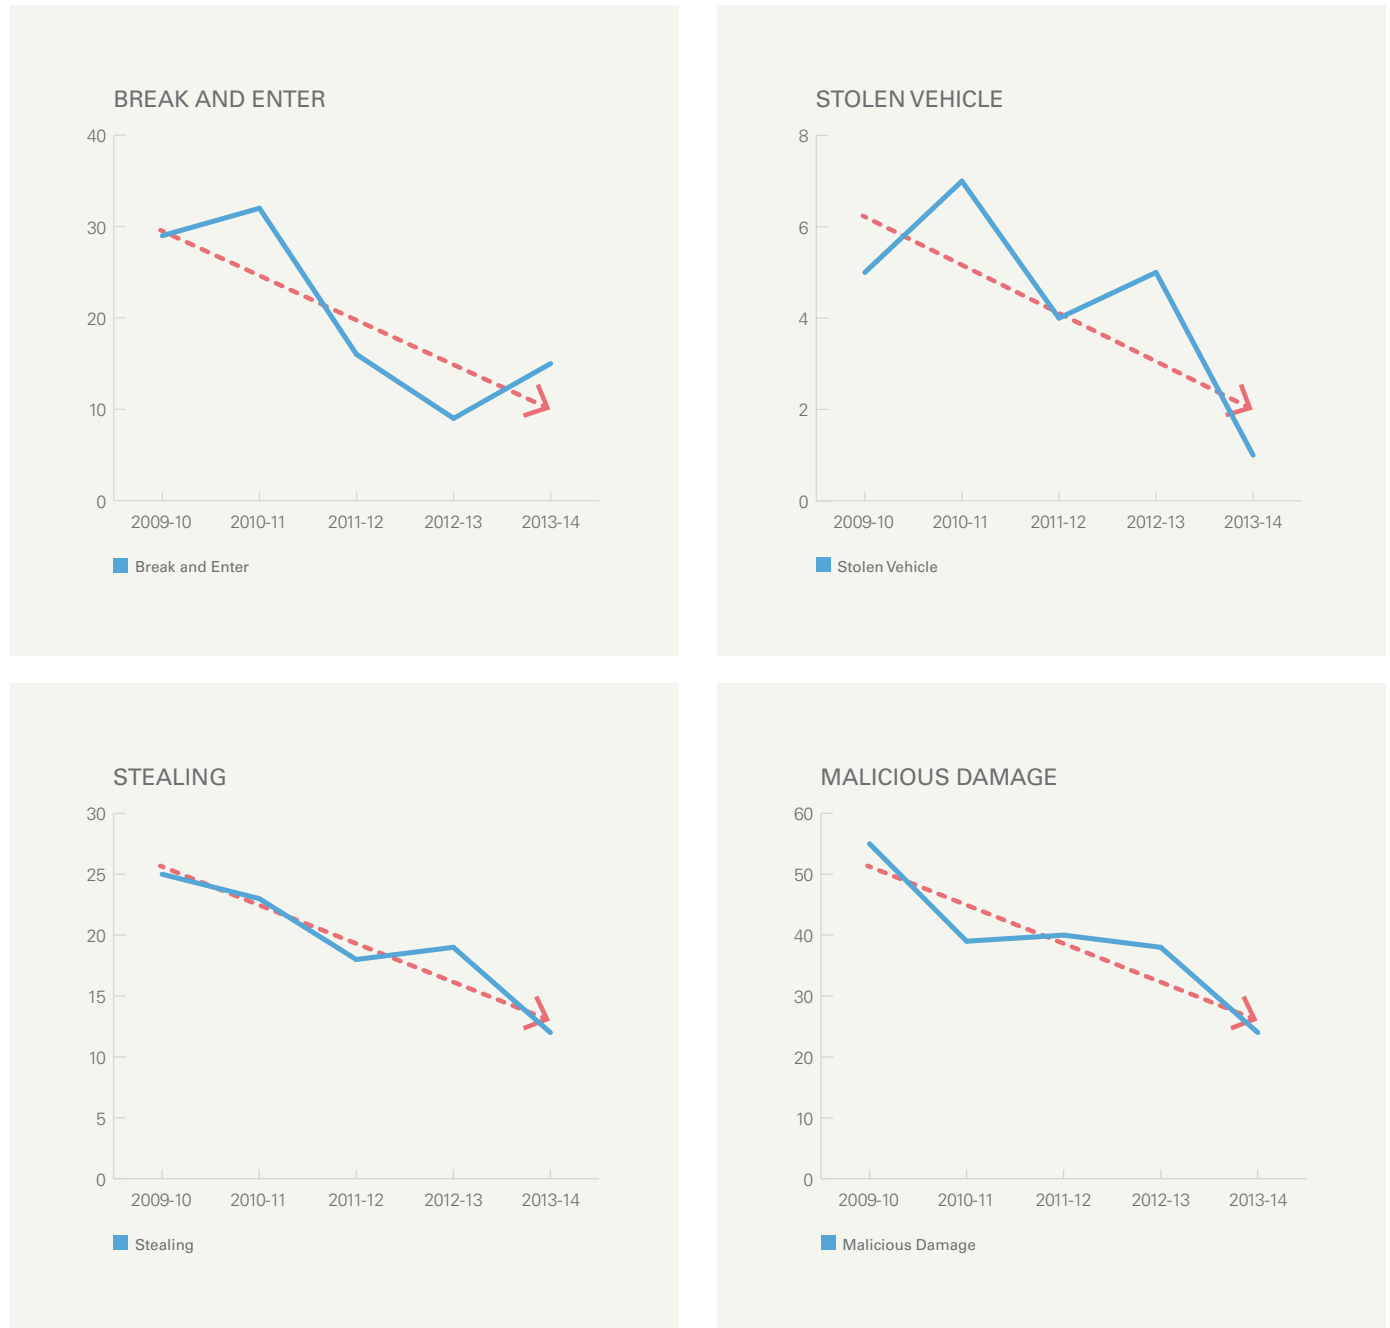 BREAK AND ENTER
40
30
20
10
0
2009-10 2010-11 2011-12 2012-13 2013-14
Break and Enter
STOLEN VEHICLE
8
6
4
2
0
2009-10 2010-11 2011-12 2012-13 2013-14
Stolen Vehicle
STEALING
30
25
20
15
10
5
0
2009-10 2010-11 2011-12 2012-13 2013-14
Stealing
MALICIOUS DAMAGE
60
50
40
30
20
10
0
2009-10 2010-11 2011-12 2012-13 2013-14
Malicious Damage